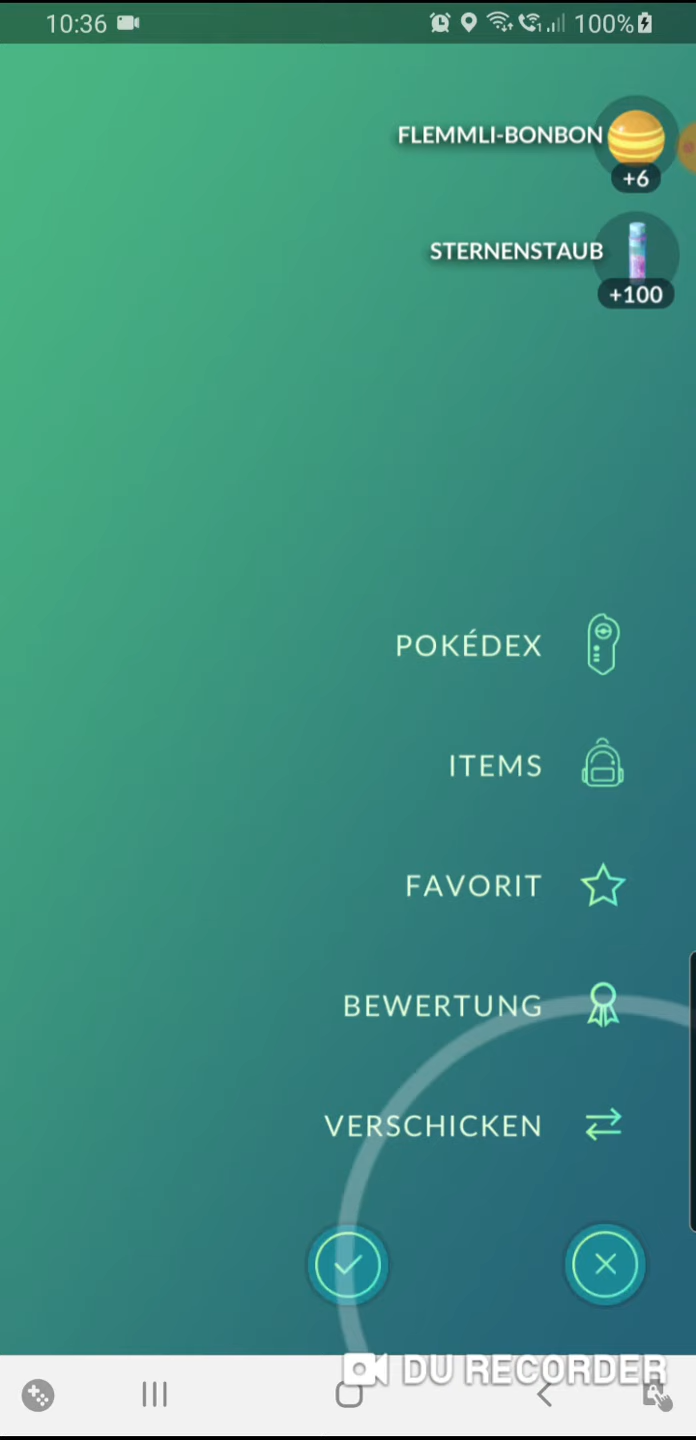 10:36
100%
FLEMMLI-BONBON
+6
STERNENSTAUB
+100
POKÉDEX
ITEMS
FAVORIT
BEWERTUNG
VERSCHICKEN
DU RECORDER